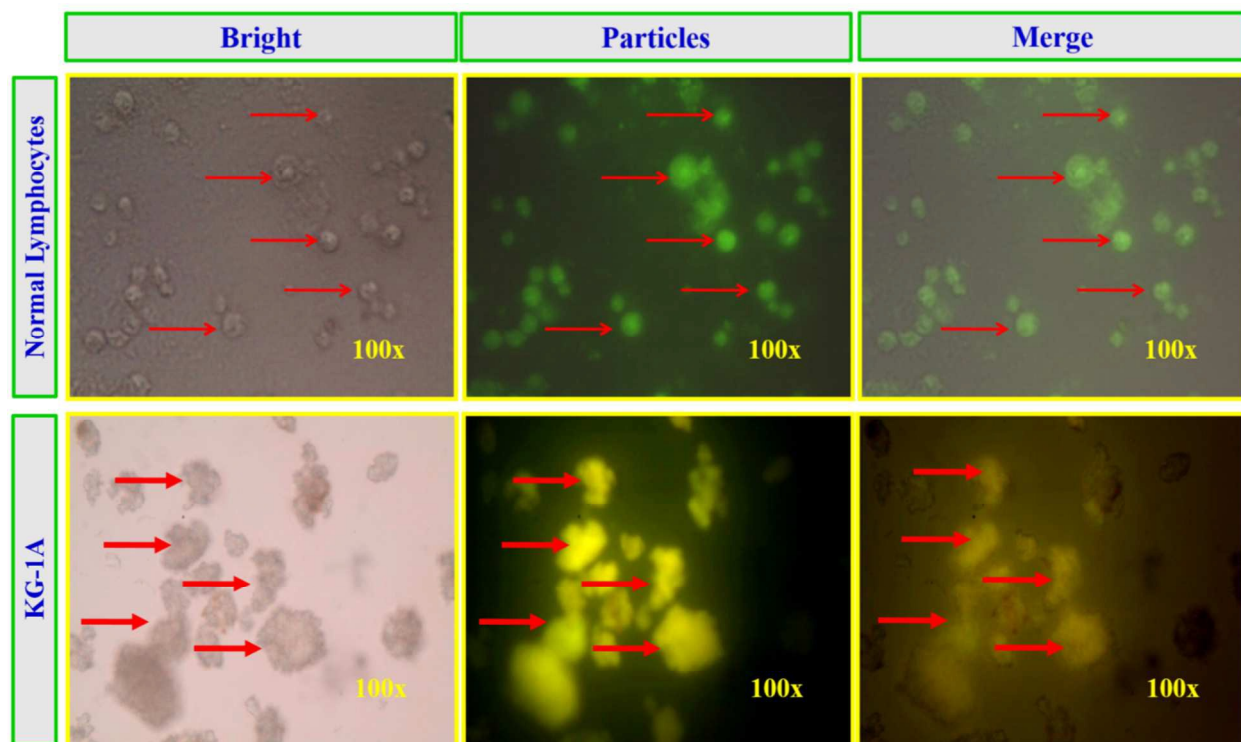 Bright
Particles
Merge
Normal Lymphocytes
100x
100x
100x
KG-1A
100x
100x
100x